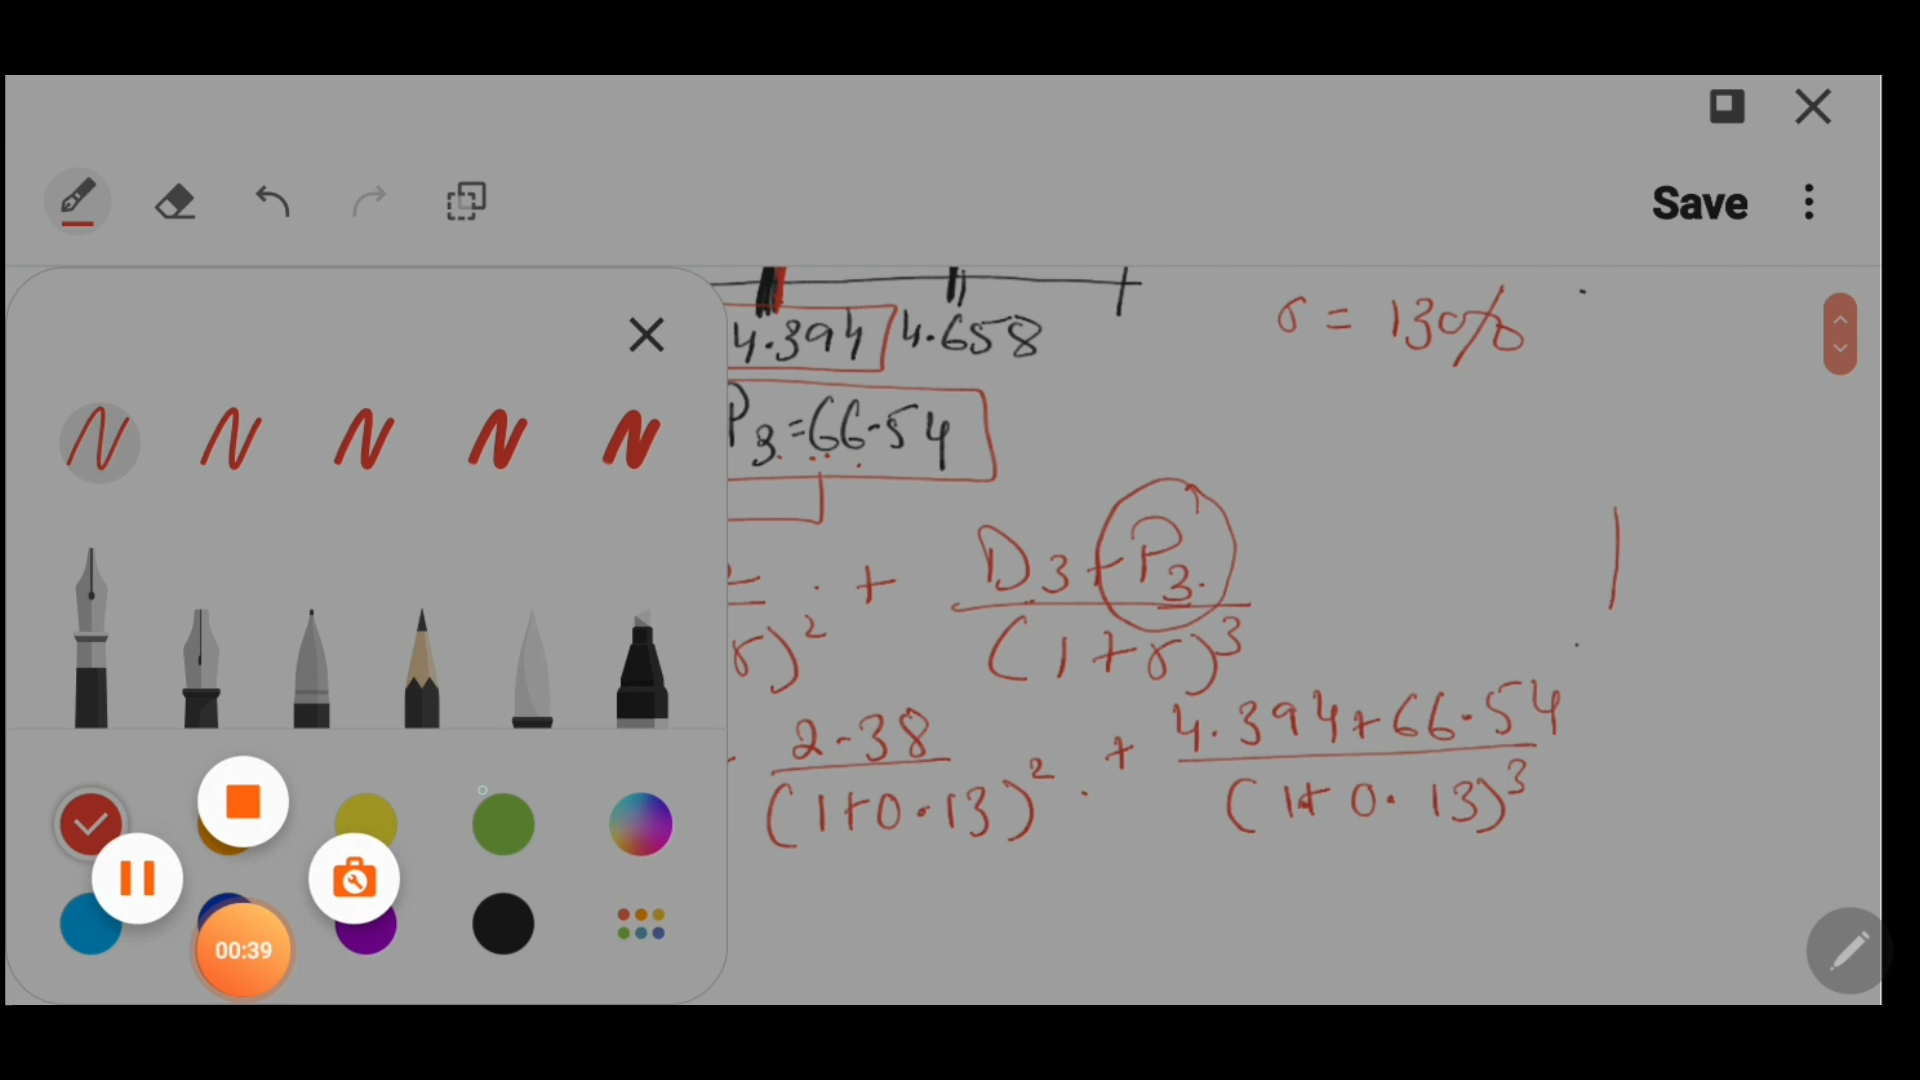 Save
4.394 4.658
r = 13%
P3 = 66.54
+ D3 + P3
r)² (1+r)³
2.38 + 4.394 + 66.54
(1+0.13)² (1+0.13)³
00:39